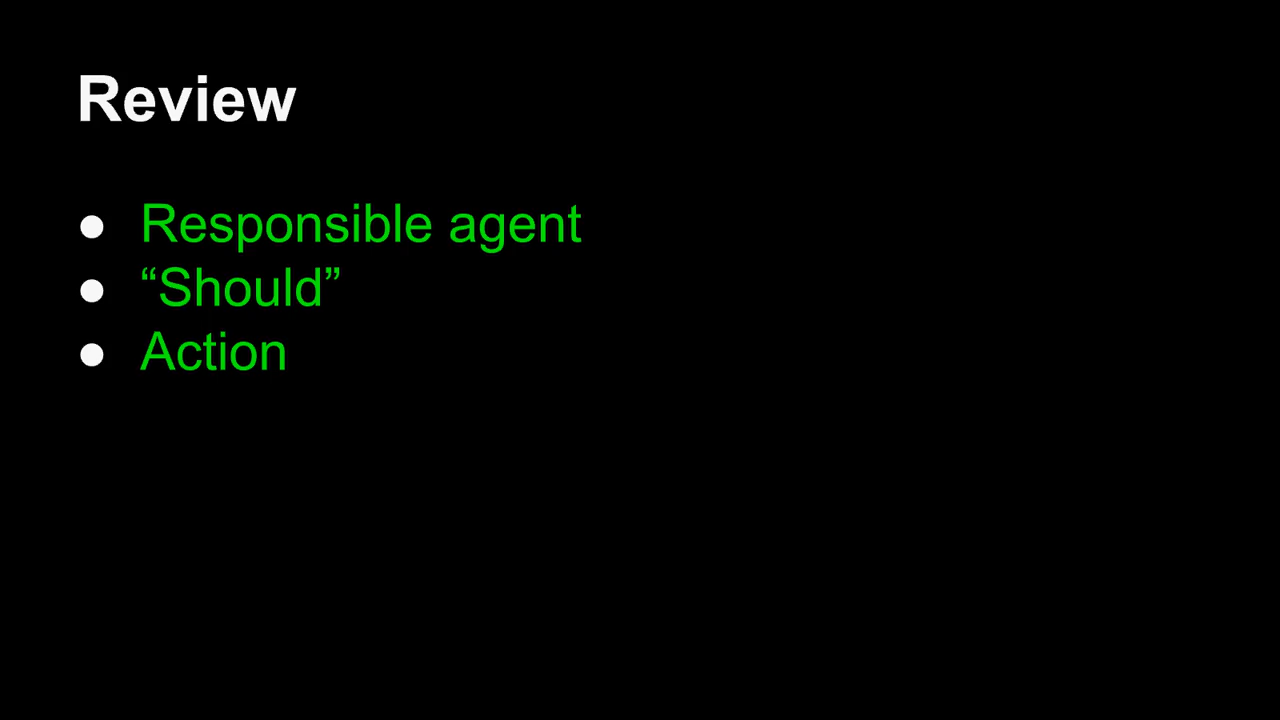 Review
● Responsible agent
● “Should”
● Action